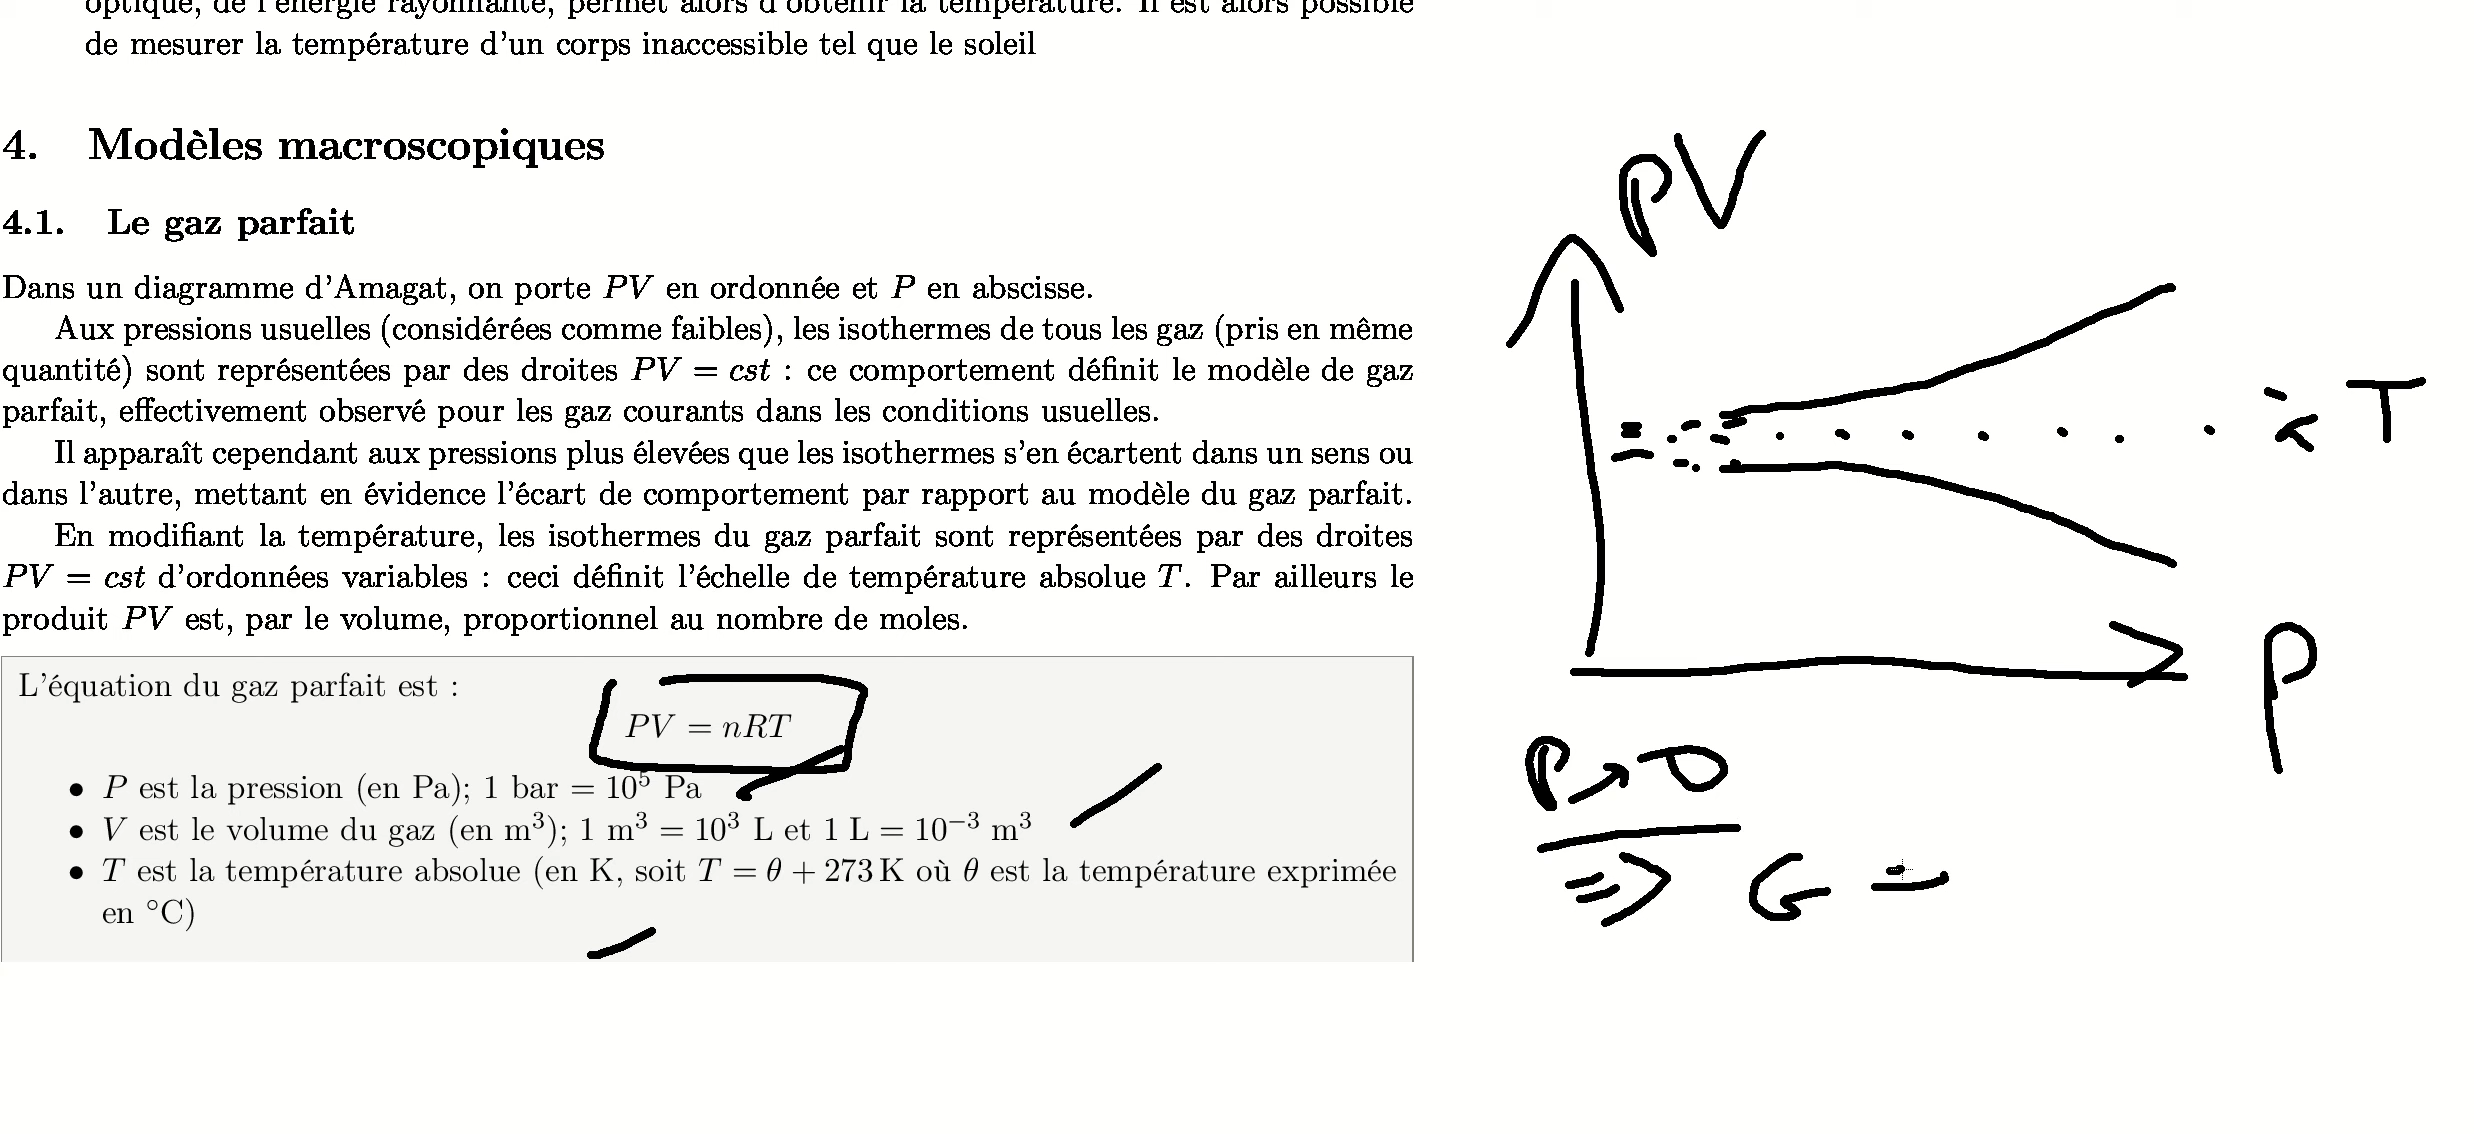 optique, de l'énergie rayonnante, permet alors d'obtenir la température. Il est alors possible
de mesurer la température d'un corps inaccessible tel que le soleil
4. Modèles macroscopiques
4.1. Le gaz parfait
Dans un diagramme d'Amagat, on porte PV en ordonnée et P en abscisse.
Aux pressions usuelles (considérées comme faibles), les isothermes de tous les gaz (pris en même
quantité) sont représentées par des droites PV = cst : ce comportement définit le modèle de gaz
parfait, effectivement observé pour les gaz courants dans les conditions usuelles.
Il apparaît cependant aux pressions plus élevées que les isothermes s'en écartent dans un sens ou
dans l'autre, mettant en évidence l'écart de comportement par rapport au modèle du gaz parfait.
En modifiant la température, les isothermes du gaz parfait sont représentées par des droites
PV = cst d'ordonnées variables : ceci définit l'échelle de température absolue T. Par ailleurs le
produit PV est, par le volume, proportionnel au nombre de moles.
L'équation du gaz parfait est :
PV = nRT
• P est la pression (en Pa); 1 bar = 10⁵ Pa
• V est le volume du gaz (en m³); 1 m³ = 10³ L et 1 L = 10⁻³ m³
• T est la température absolue (en K, soit T = θ + 273 K où θ est la température exprimée
en °C)
PV
à T
P
P → 0
⇒ G =